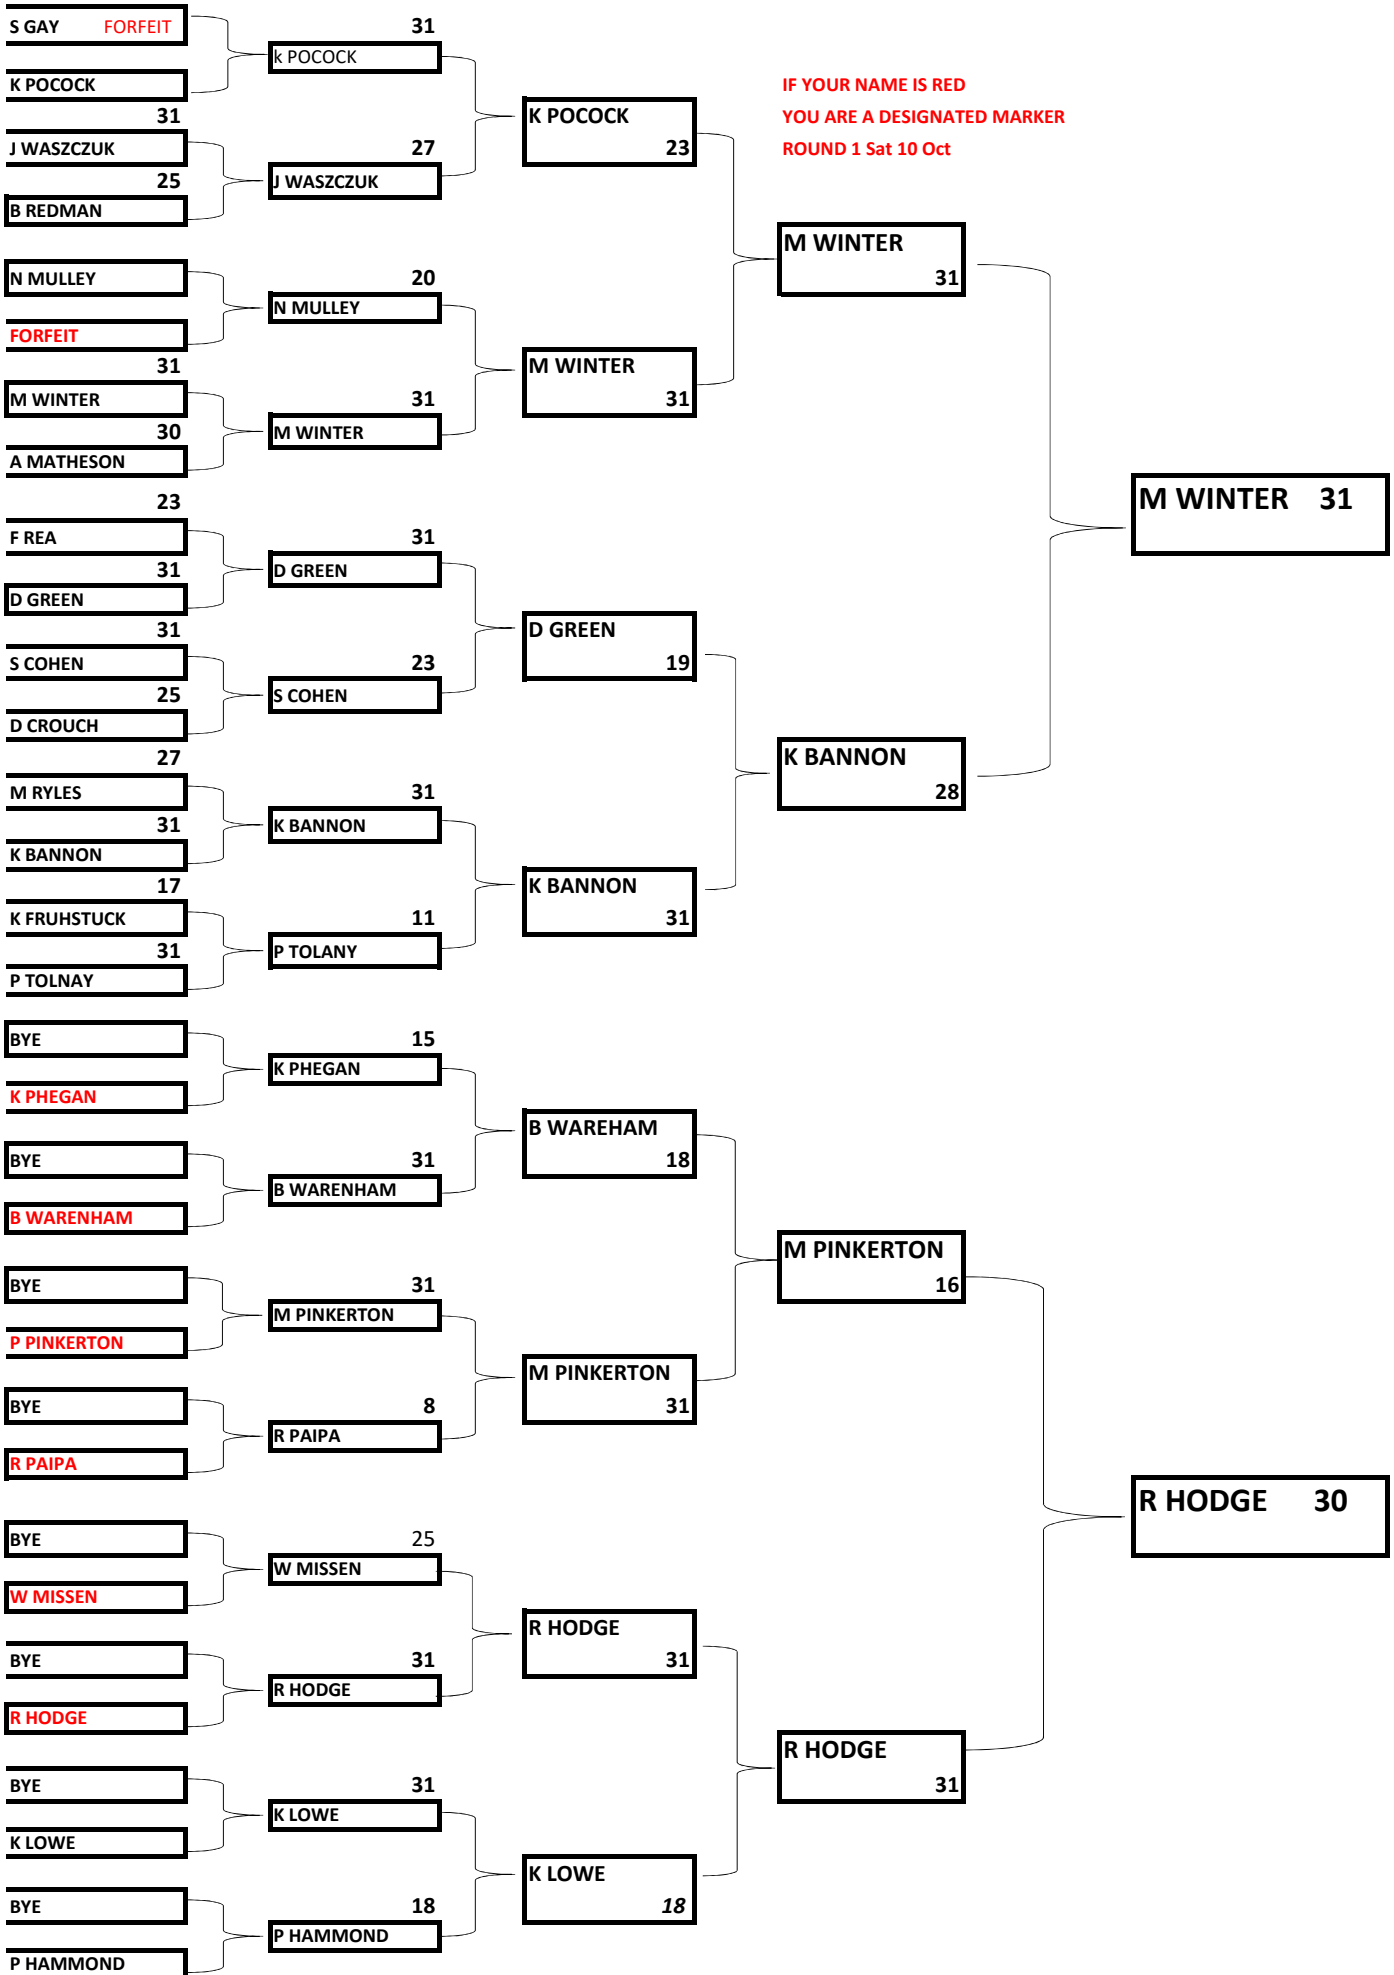 S GAY FORFEIT
K POCOCK
31
J WASZCZUK
25
B REDMAN
N MULLEY
FORFEIT
31
M WINTER
30
A MATHESON
23
F REA
31
D GREEN
31
S COHEN
25
D CROUCH
27
M RYLES
31
K BANNON
17
K FRUHSTUCK
31
P TOLNAY
BYE
K PHEGAN
BYE
B WARENHAM
BYE
P PINKERTON
BYE
R PAIPA
BYE
W MISSEN
BYE
R HODGE
BYE
K LOWE
BYE
P HAMMOND
31
k POCOCK
27
J WASZCZUK
20
N MULLEY
31
M WINTER
31
D GREEN
23
S COHEN
31
K BANNON
11
P TOLANY
15
K PHEGAN
31
B WARENHAM
31
M PINKERTON
8
R PAIPA
25
W MISSEN
31
R HODGE
31
K LOWE
18
P HAMMOND
K POCOCK
23
M WINTER
31
D GREEN
19
K BANNON
31
B WAREHAM
18
M PINKERTON
31
R HODGE
31
K LOWE
18
IF YOUR NAME IS RED
YOU ARE A DESIGNATED MARKER
ROUND 1 Sat 10 Oct
M WINTER
31
K BANNON
28
M PINKERTON
16
R HODGE
31
M WINTER 31
R HODGE 30